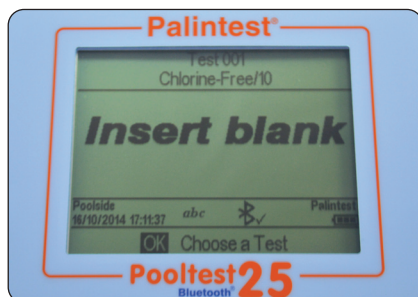 Palintest®
Test 001
Chlorine-Free/10
Insert blank
Poolside abc Palintest
16/10/2014 17:11:37
OK Choose a Test
Pooltest 25
Bluetooth®